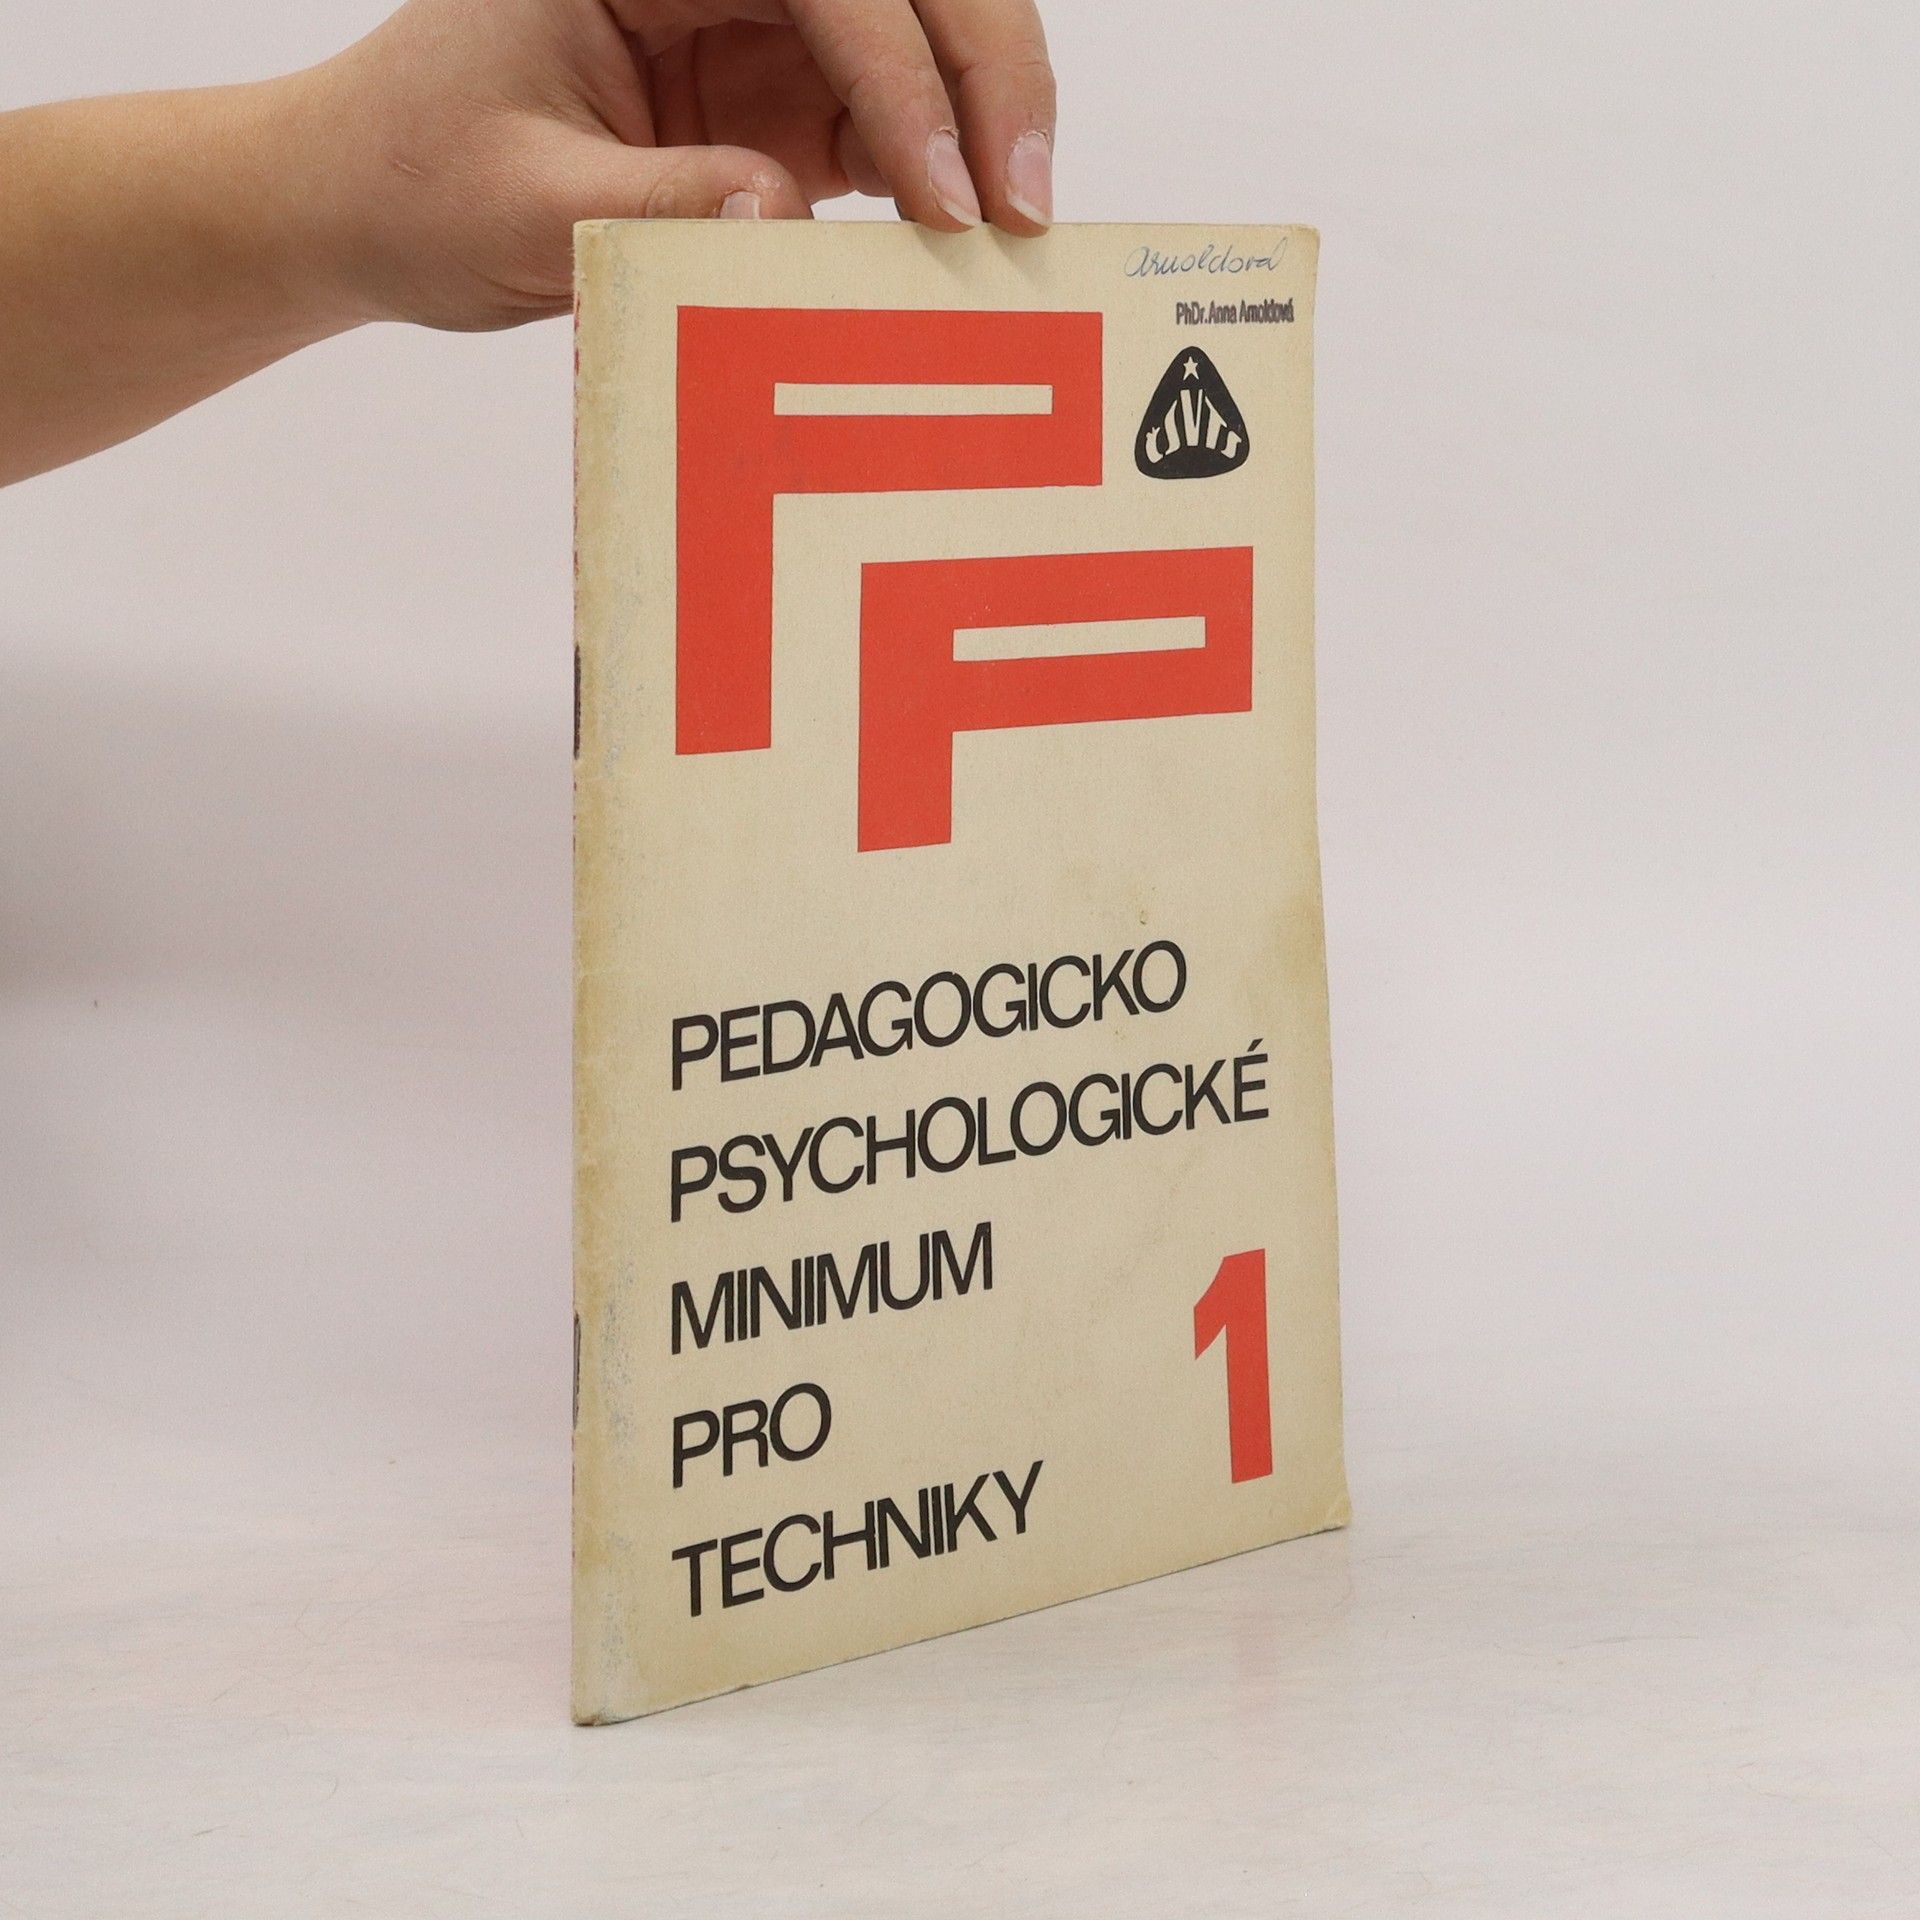 Arnoldová
PhDr. Anna Arnoldová
ČSVTS
PP
PEDAGOGICKO
PSYCHOLOGICKÉ
MINIMUM
PRO
TECHNIKY
1